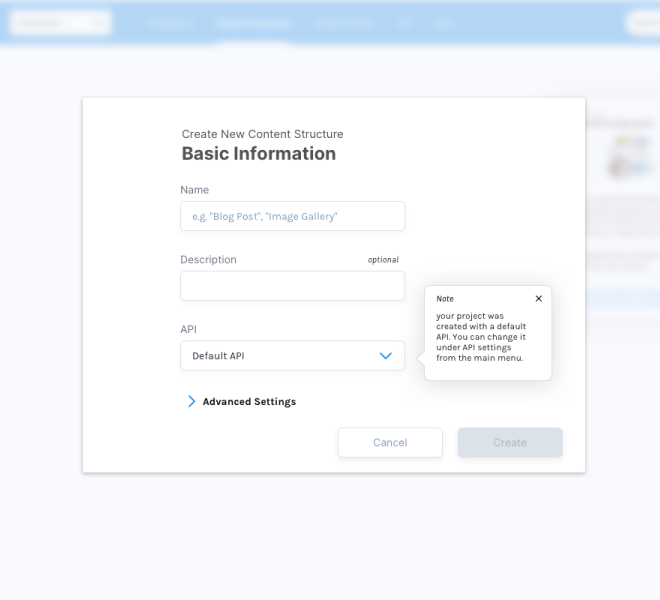 Create New Content Structure
Basic Information
Name
e.g. "Blog Post", "Image Gallery"
Description
optional
API
Default API
Note
your project was
created with a default
API. You can change it
under API settings
from the main menu.
Advanced Settings
Cancel
Create